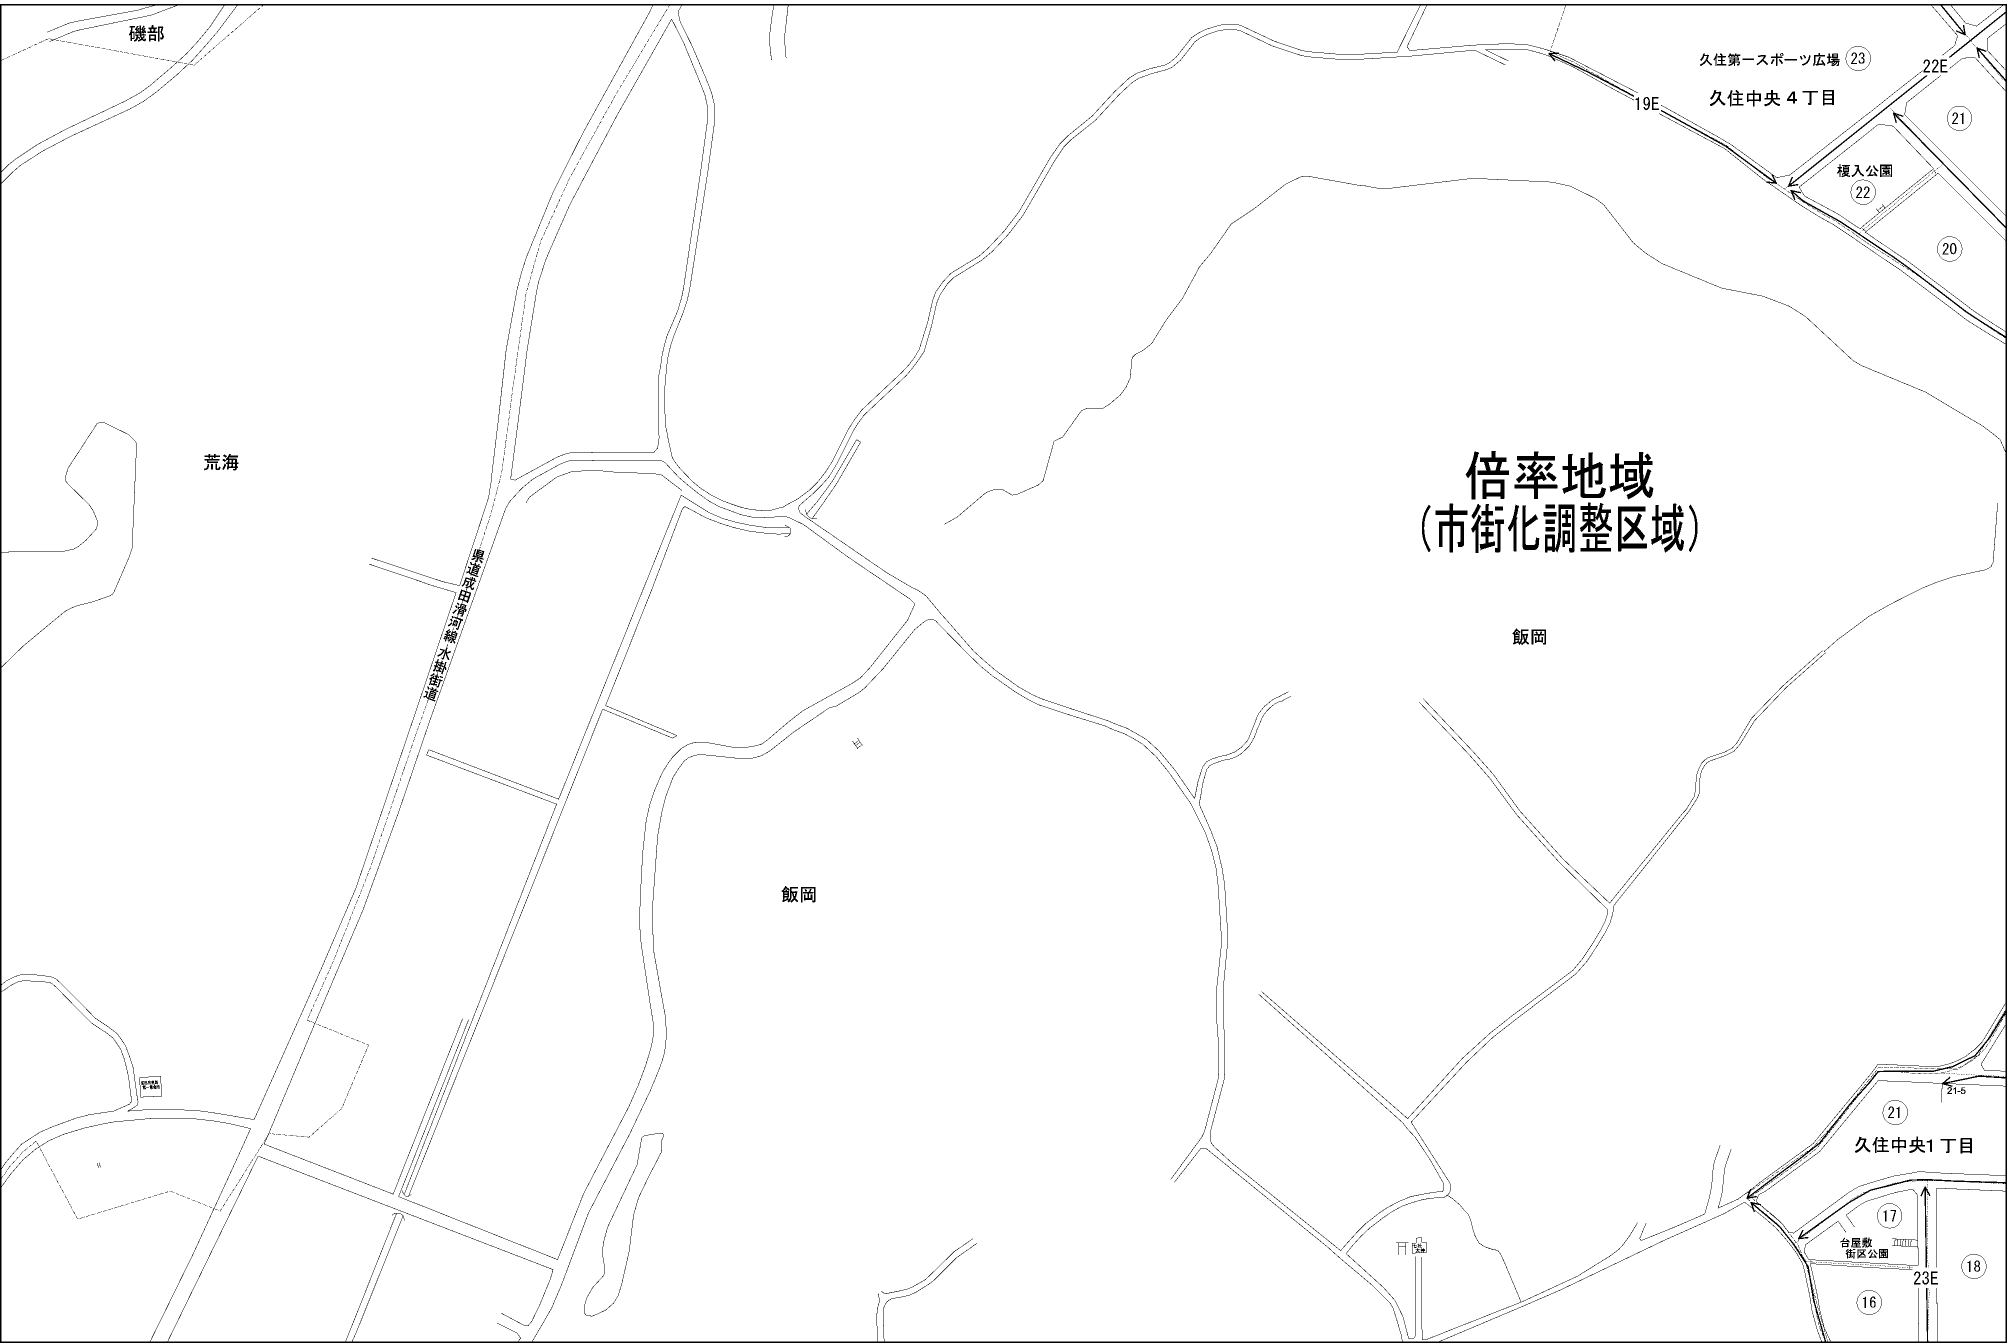 磯部
久住第一スポーツ広場 23
22E
19E
久住中央4丁目
21
榎入公園
22
20
荒海
倍率地域
(市街化調整区域)
県道成田滑河線 水掛街道
飯岡
飯岡
21-5
21
久住中央1丁目
17
台屋敷
街区公園
18
23E
16